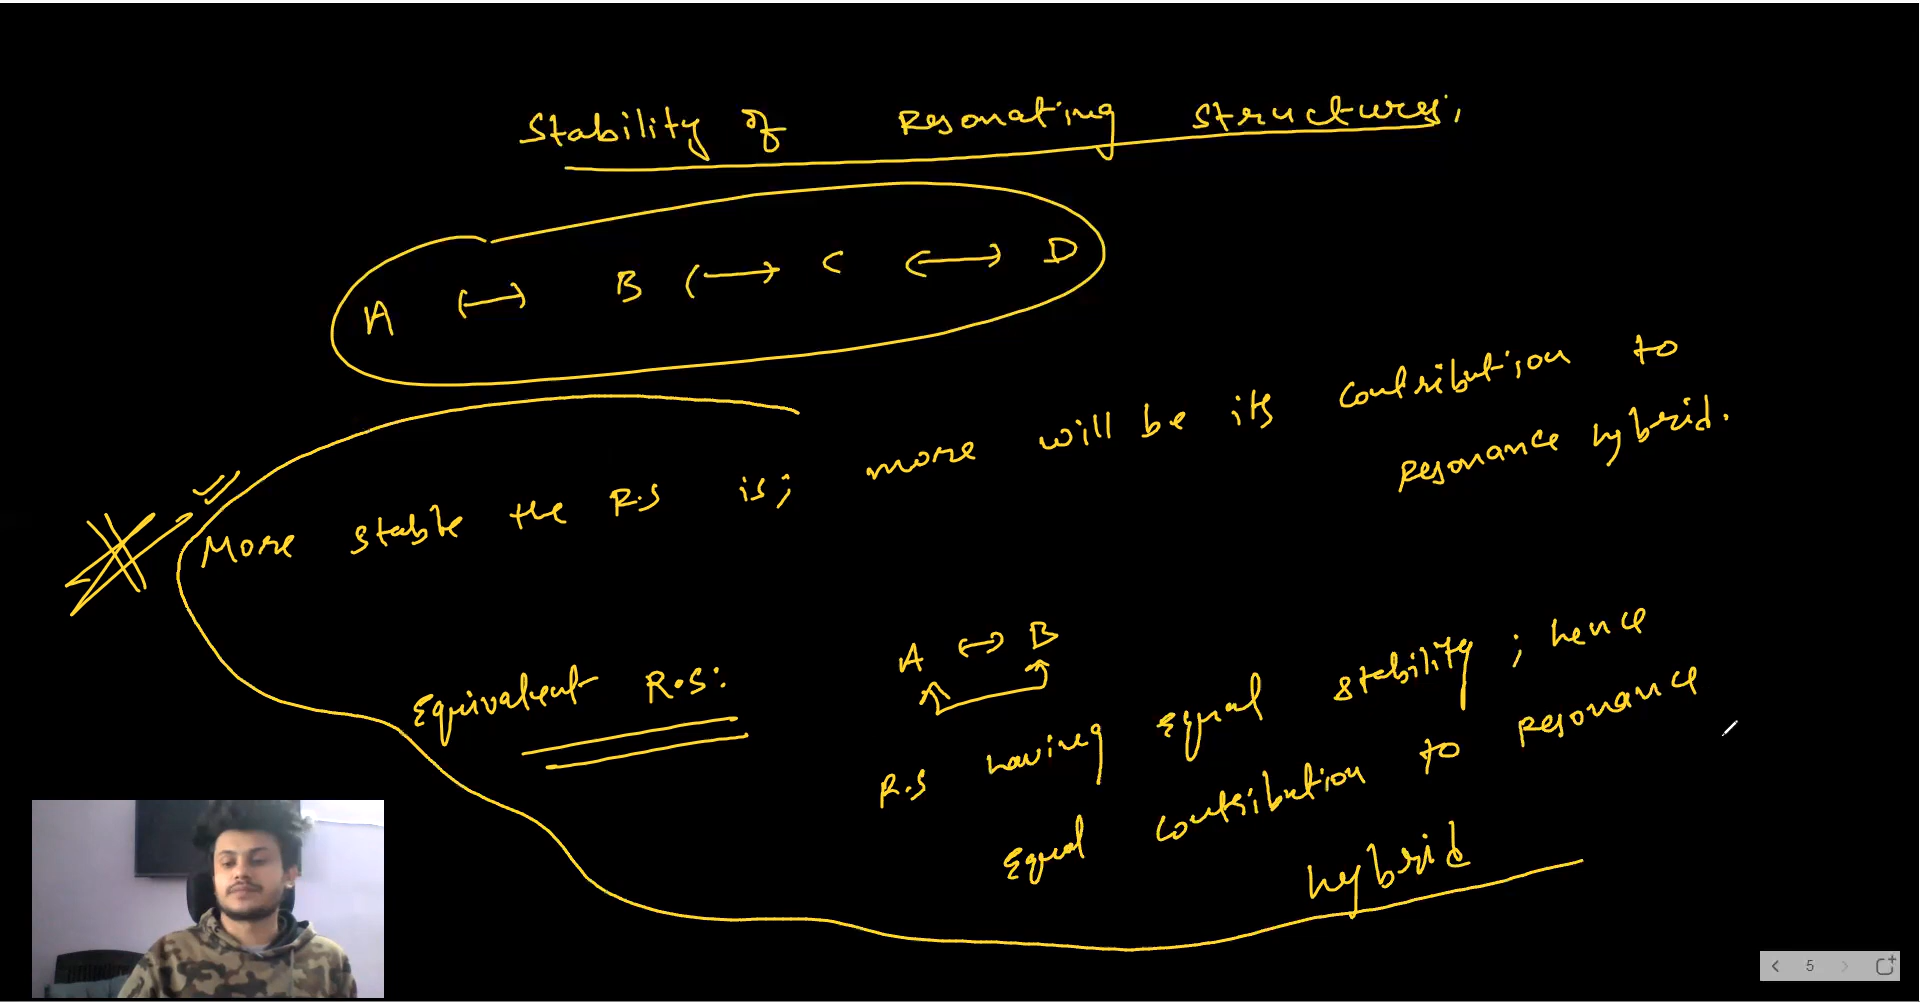 Stability of Resonating structures.
A ↔ B ↔ C ↔ D
More stable the R.S is; more will be its contribution to
Resonance hybrid.
Equivalent R.S:
A ↔ B
R.S having equal stability; hence
equal contribution to resonance
hybrid
5